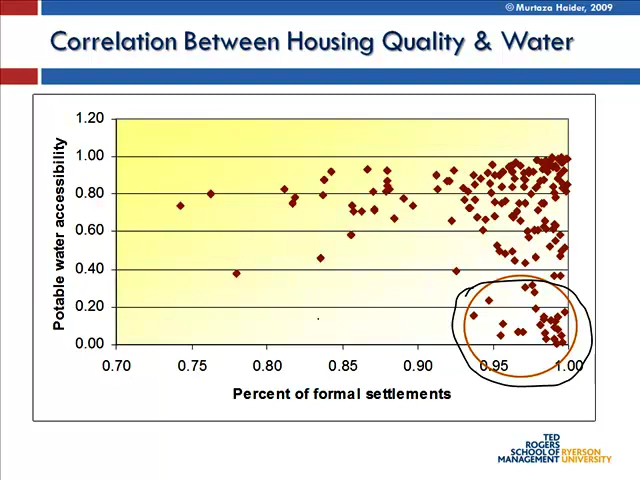 © Murtaza Haider, 2009
Correlation Between Housing Quality & Water
Potable water accessibility
1.20
1.00
0.80
0.60
0.40
0.20
0.00
0.70 0.75 0.80 0.85 0.90 0.95 1.00
Percent of formal settlements
TED
ROGERS
SCHOOL OF RYERSON
MANAGEMENT UNIVERSITY